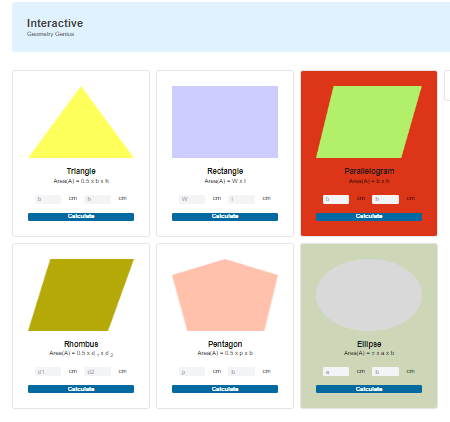 Interactive
Geometry Genius
Triangle
Area(A) = 0.5 x b x h
b cm h cm
Calculate
Rectangle
Area(A) = W x l
W cm l cm
Calculate
Parallelogram
Area(A) = b x h
b cm b cm
Calculate
Rhombus
Area(A) = 0.5 x d 1 x d 2
d1 cm d2 cm
Calculate
Pentagon
Area(A) = 0.5 x p x b
p cm b cm
Calculate
Ellipse
Area(A) = π x a x b
a cm b cm
Calculate